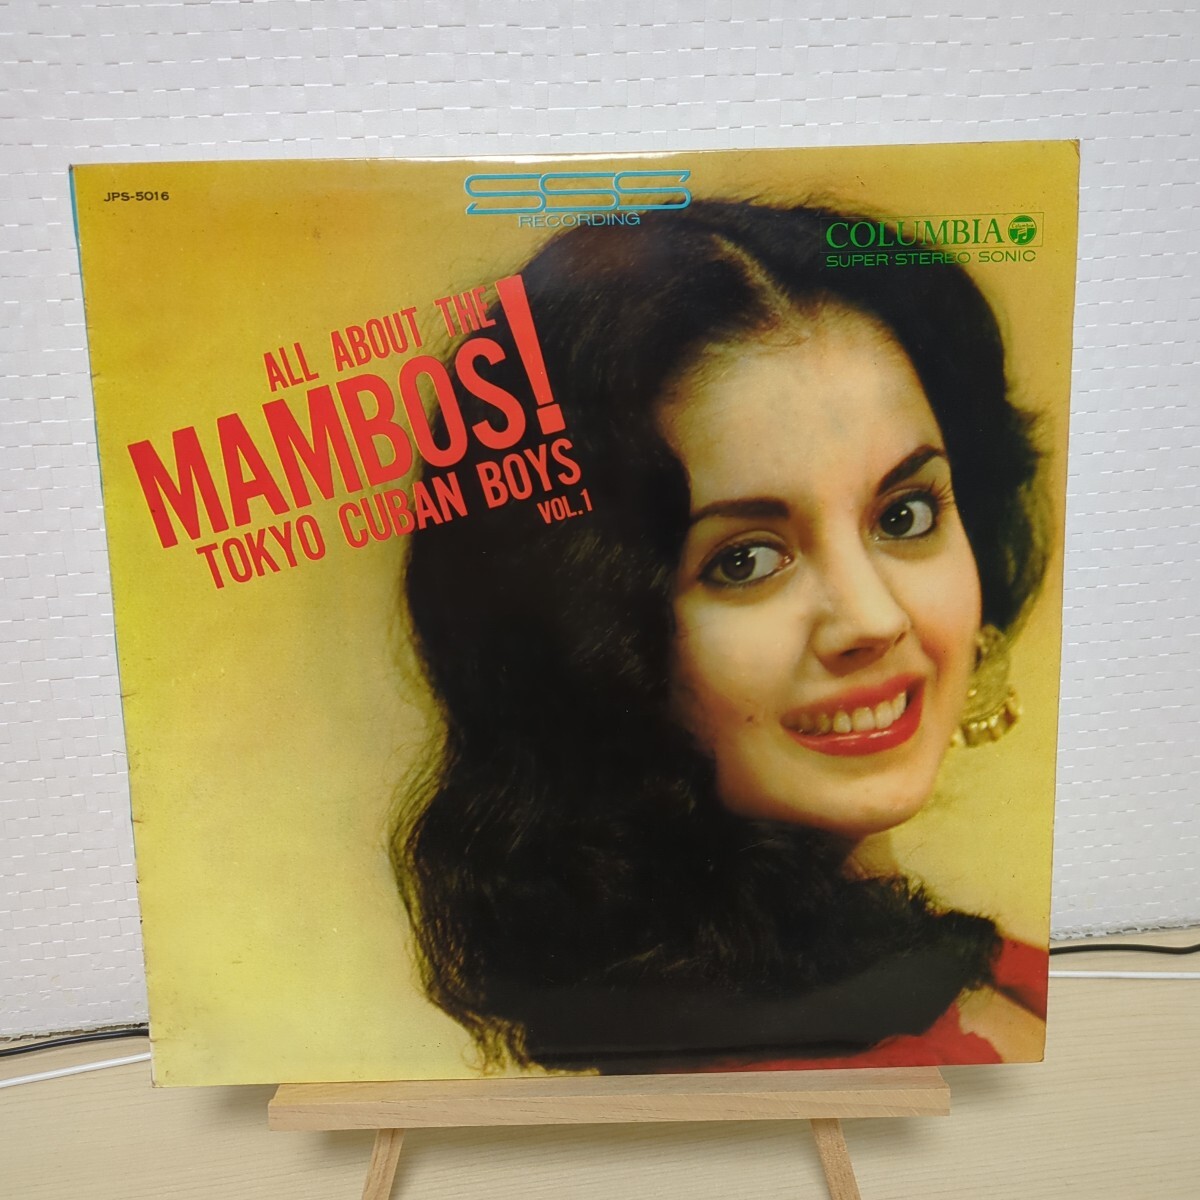 JPS-5016
SSS
RECORDING
COLUMBIA
SUPER·STEREO SONIC
ALL ABOUT THE
MAMBOS!
TOKYO CUBAN BOYS
VOL.1